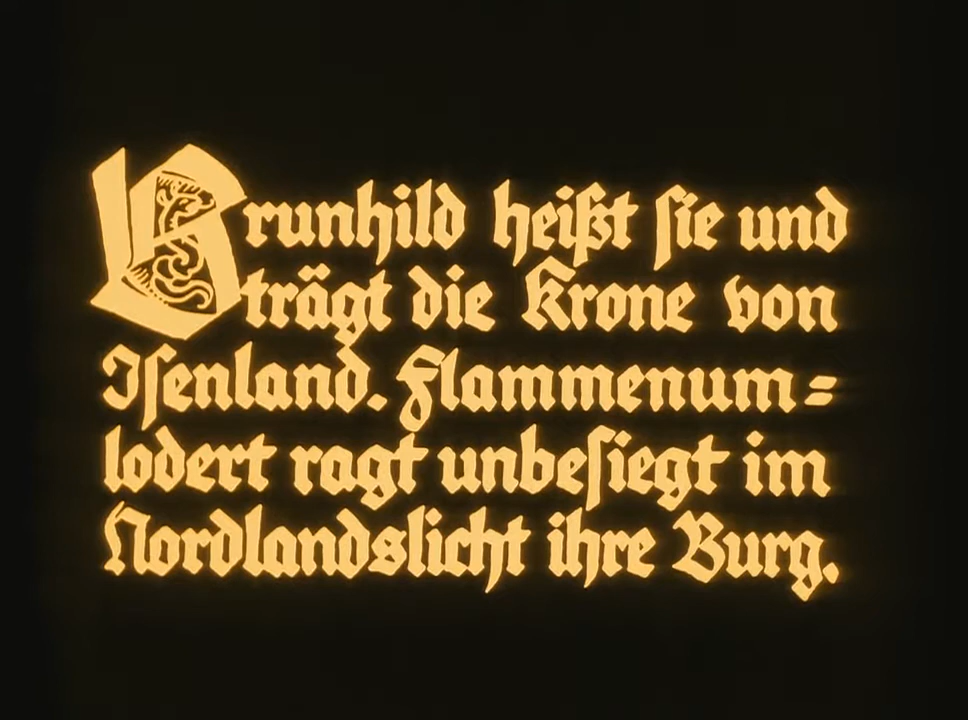 Brunhild heißt sie und
trägt die Krone von
Isenland. Flammenum=
lodert ragt unbesiegt im
Nordlandslicht ihre Burg.